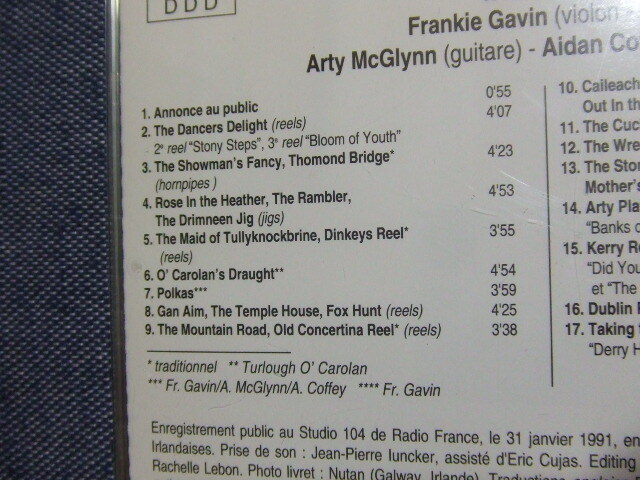 DDD
Frankie Gavin (violon -
Arty McGlynn (guitare) - Aidan
1. Annonce au public 0'55
2. The Dancers Delight (reels) 4'07
2e reel "Stony Steps", 3e reel "Bloom of Youth"
3. The Showman's Fancy, Thomond Bridge* 4'23
(hornpipes )
4. Rose In the Heather, The Rambler, 4'53
The Drimneen Jig (jigs)
5. The Maid of Tullyknockbrine, Dinkeys Reel* 3'55
(reels)
6. O' Carolan's Draught** 4'54
7. Polkas*** 3'59
8. Gan Aim, The Temple House, Fox Hunt (reels) 4'25
9. The Mountain Road, Old Concertina Reel* (reels) 3'38
10. Caileach
Out In th
11. The Cuc
12. The Wre
13. The Sto
Mother's
14. Arty Pla
"Banks o
15. Kerry R
"Did You
et "The
16. Dublin
17. Taking
"Derry H
* traditionnel ** Turlough O' Carolan
*** Fr. Gavin/A. McGlynn/A. Coffey **** Fr. Gavin
Enregistrement public au Studio 104 de Radio France, le 31 janvier 1991, en
Irlandaises. Prise de son : Jean-Pierre Iuncker, assisté d'Eric Cujas. Editing
Rachelle Lebon. Photo livret : Nutan (Galway, Irlande). Traductions